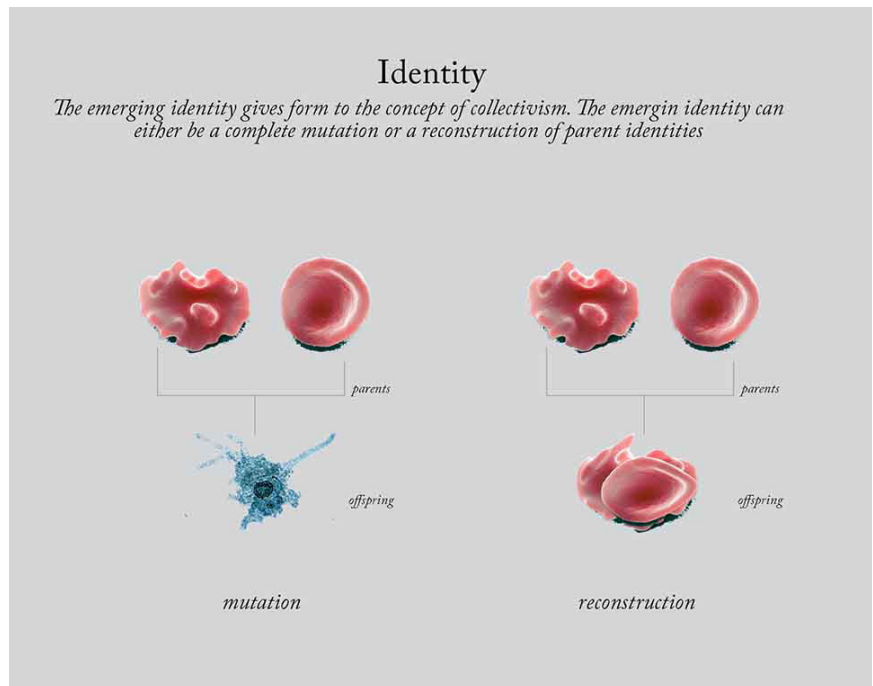 Identity
The emerging identity gives form to the concept of collectivism. The emergin identity can
either be a complete mutation or a reconstruction of parent identities
parents
parents
offspring
offspring
mutation
reconstruction